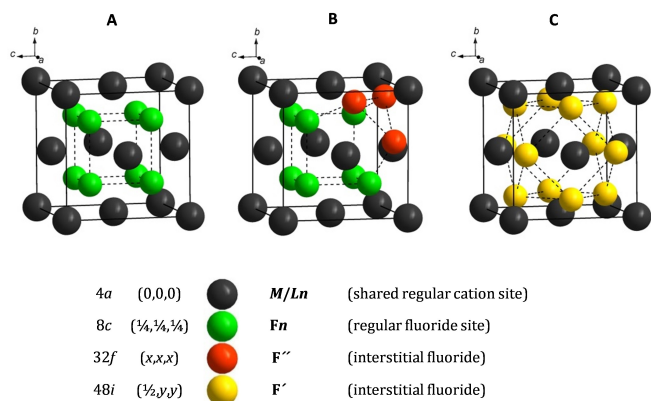 A B C
b b b
c a c a c a
4a (0,0,0) M/Ln (shared regular cation site)
8c (¼,¼,¼) Fn (regular fluoride site)
32f (x,x,x) F´´ (interstitial fluoride)
48i (½,y,y) F´ (interstitial fluoride)